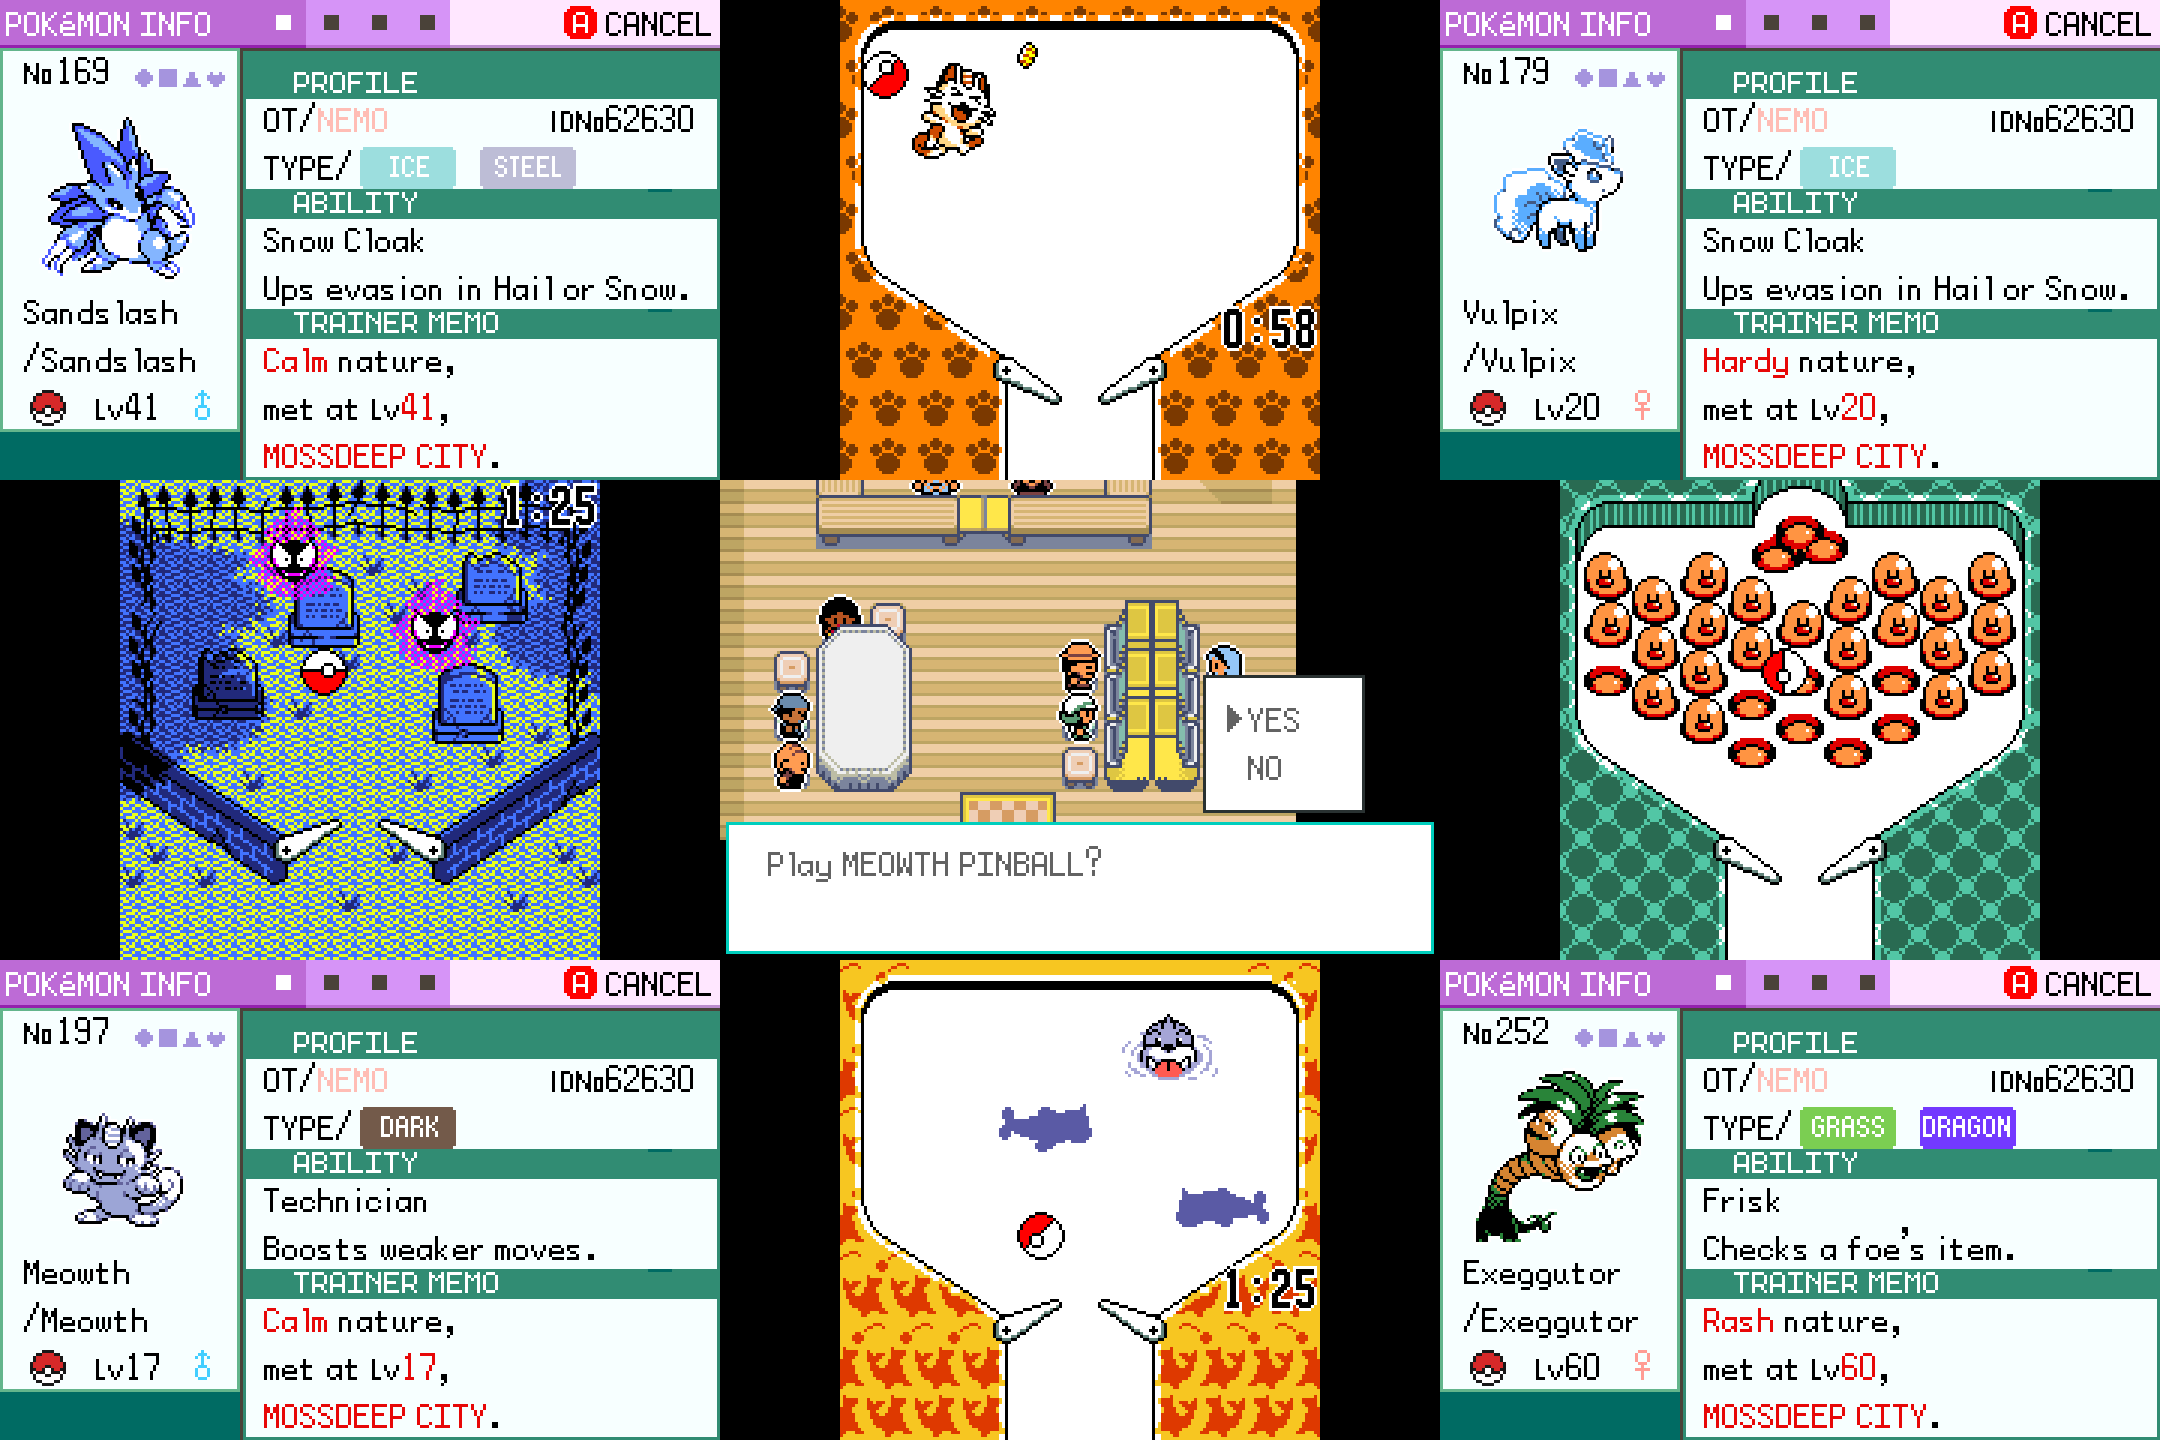 POKéMON INFO
A CANCEL
No169
PROFILE
OT/NEMO IDNo62630
TYPE/ ICE STEEL
ABILITY
Snow Cloak
Ups evasion in Hail or Snow.
TRAINER MEMO
Calm nature,
met at Lv41,
MOSSDEEP CITY.
Sandslash
/Sandslash
Lv41 ♂
0:58
POKéMON INFO
A CANCEL
No179
PROFILE
OT/NEMO IDNo62630
TYPE/ ICE
ABILITY
Snow Cloak
Ups evasion in Hail or Snow.
TRAINER MEMO
Hardy nature,
met at Lv20,
MOSSDEEP CITY.
Vulpix
/Vulpix
Lv20 ♀
1:25
▶YES
NO
Play MEOWTH PINBALL?
POKéMON INFO
A CANCEL
No197
PROFILE
OT/NEMO IDNo62630
TYPE/ DARK
ABILITY
Technician
Boosts weaker moves.
TRAINER MEMO
Calm nature,
met at Lv17,
MOSSDEEP CITY.
Meowth
/Meowth
Lv17 ♂
1:25
POKéMON INFO
A CANCEL
No252
PROFILE
OT/NEMO IDNo62630
TYPE/ GRASS DRAGON
ABILITY
Frisk
Checks a foe's item.
TRAINER MEMO
Rash nature,
met at Lv60,
MOSSDEEP CITY.
Exeggutor
/Exeggutor
Lv60 ♀